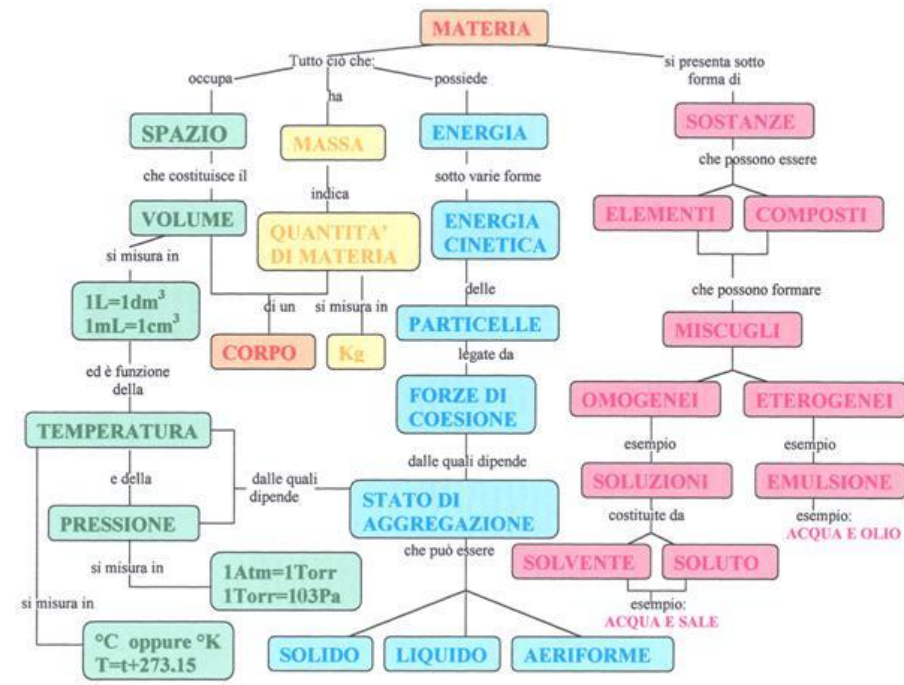 MATERIA
Tutto ciò che:
si presenta sotto
forma di
occupa
possiede
ha
SPAZIO
MASSA
ENERGIA
SOSTANZE
che costituisce il
indica
sotto varie forme
che possono essere
VOLUME
QUANTITA'
DI MATERIA
ENERGIA
CINETICA
ELEMENTI
COMPOSTI
si misura in
di un
si misura in
delle
che possono formare
1L=1dm³
1mL=1cm³
CORPO
Kg
PARTICELLE
MISCUGLI
ed è funzione
della
legate da
TEMPERATURA
FORZE DI
COESIONE
OMOGENEI
ETEROGENEI
e della
dalle quali
dipende
dalle quali dipende
esempio
esempio
PRESSIONE
STATO DI
AGGREGAZIONE
SOLUZIONI
EMULSIONE
si misura in
che può essere
costituite da
esempio:
ACQUA E OLIO
1Atm=1Torr
1Torr=103Pa
SOLVENTE
SOLUTO
si misura in
esempio:
ACQUA E SALE
°C oppure °K
T=t+273.15
SOLIDO
LIQUIDO
AERIFORME